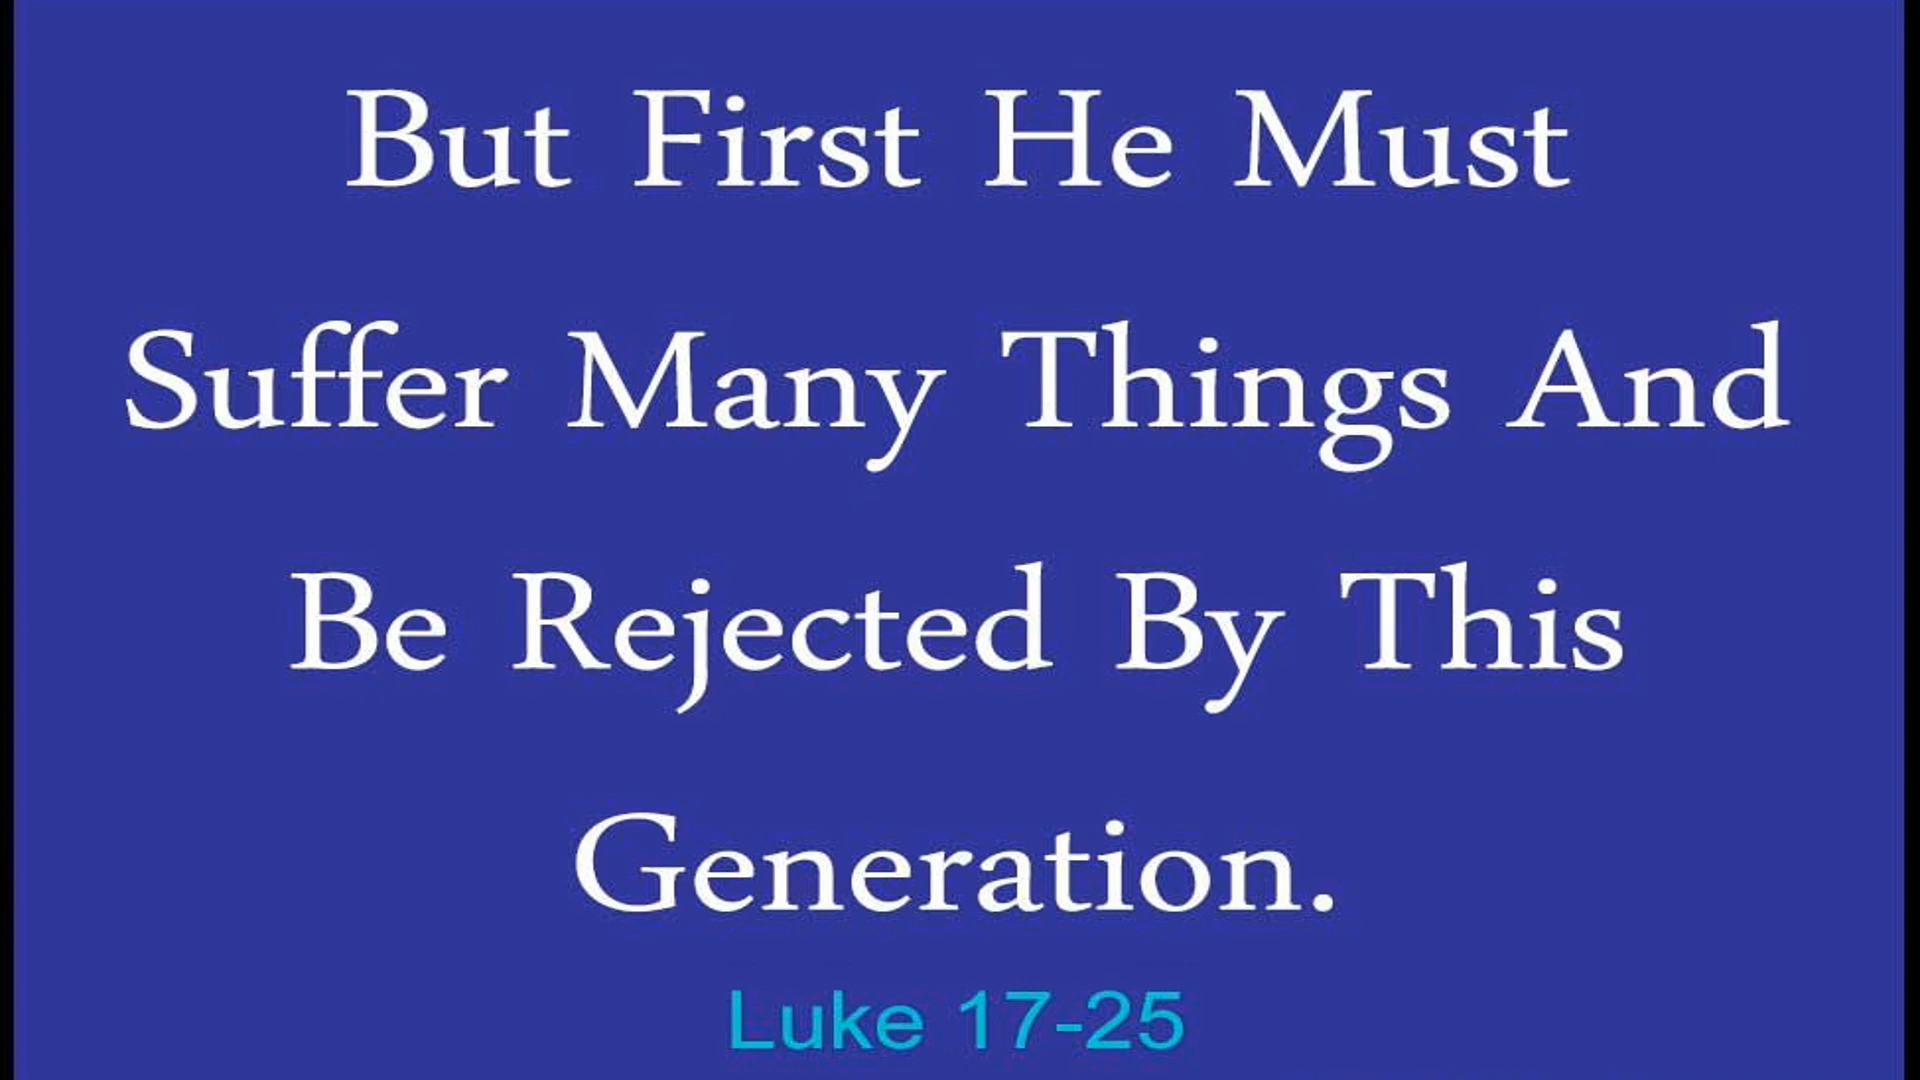 But First He Must
Suffer Many Things And
Be Rejected By This
Generation.
Luke 17-25